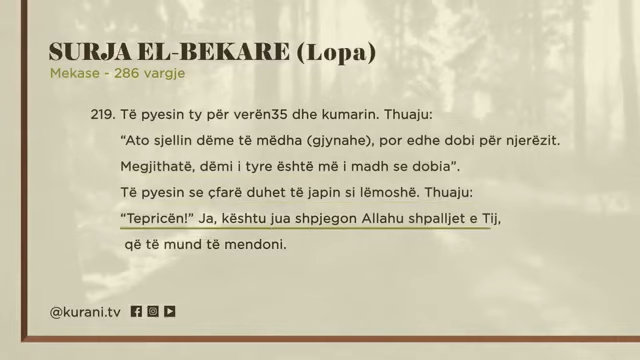 SURJA EL-BEKARE (Lopa)
Mekase - 286 vargje
219. Të pyesin ty për verën35 dhe kumarin. Thuaju:
“Ato sjellin dëme të mëdha (gjynahe), por edhe dobi për njerëzit.
Megjithatë, dëmi i tyre është më i madh se dobia”.
Të pyesin se çfarë duhet të japin si lëmoshë. Thuaju:
“Tepricën!” Ja, kështu jua shpjegon Allahu shpalljet e Tij,
që të mund të mendoni.
@kurani.tv